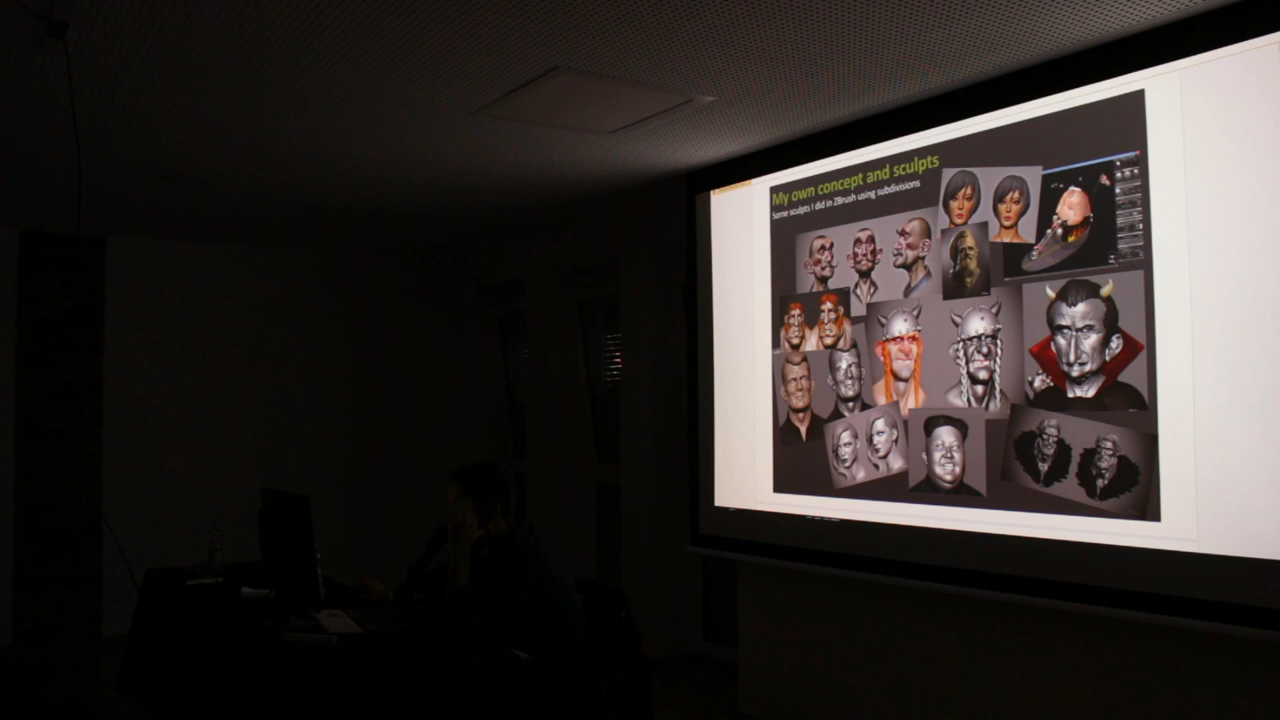 My own concept and sculpts
Some sculpts I did in ZBrush using subdivisions